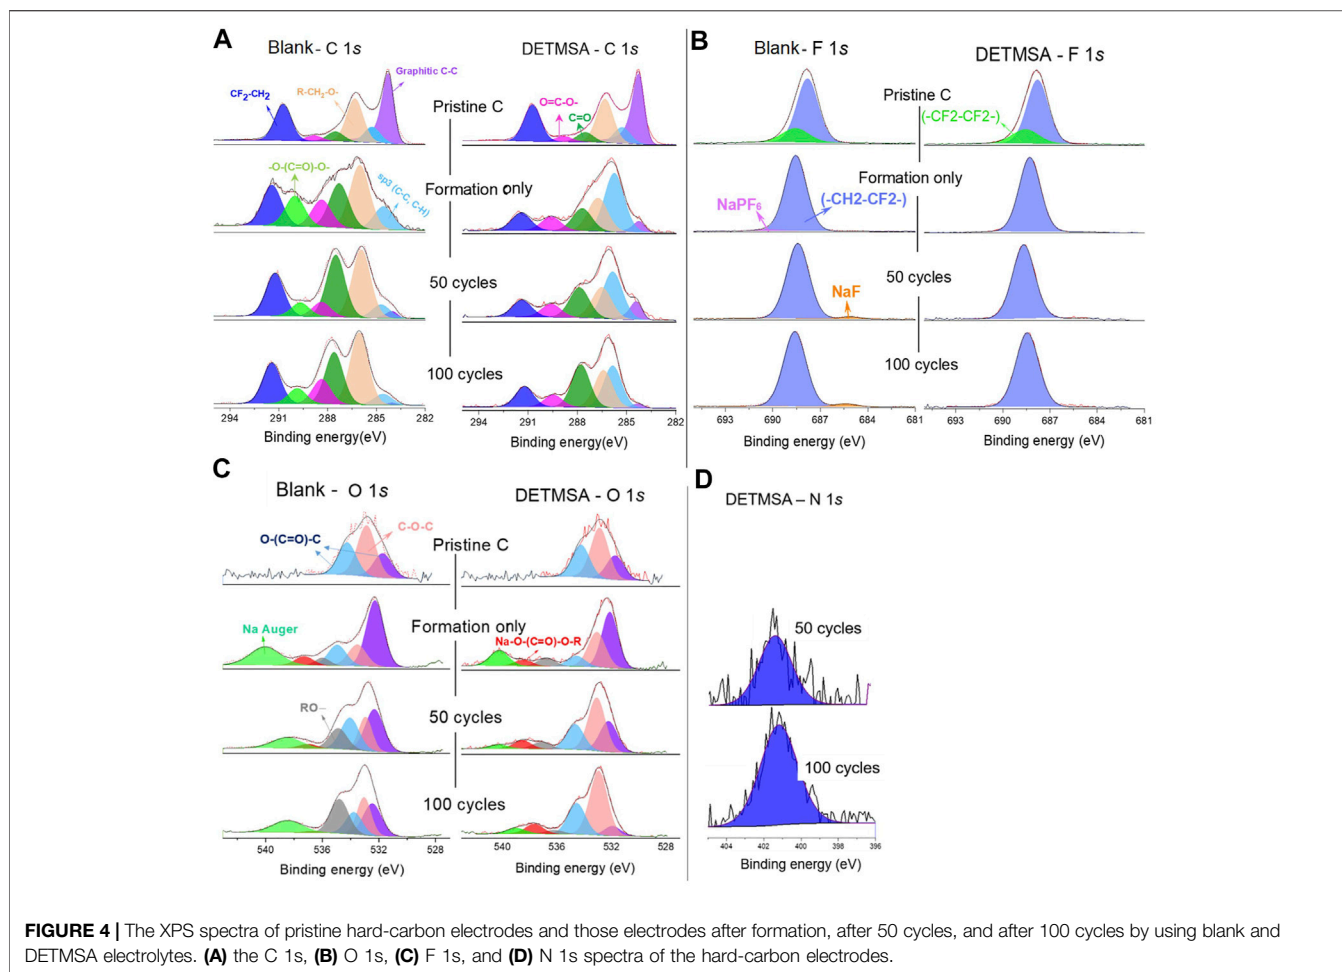 A
Blank - C 1s
DETMSA - C 1s
CF2-CH2
R-CH2-O-
Graphitic C-C
Pristine C
O=C-O-
C=O
-O-(C=O)-O-
sp3 (C-C, C-H)
Formation only
50 cycles
100 cycles
294 291 288 285 282
294 291 288 285 282
Binding energy(eV)
Binding energy(eV)
B
Blank - F 1s
DETMSA - F 1s
Pristine C
(-CF2-CF2-)
Formation only
NaPF6
(-CH2-CF2-)
50 cycles
NaF
100 cycles
693 690 687 684 681
693 690 687 684 681
Binding energy (eV)
Binding energy (eV)
C
Blank - O 1s
DETMSA - O 1s
O-(C=O)-C
C-O-C
Pristine C
Na Auger
Formation only
Na-O-(C=O)-O-R
RO-
50 cycles
100 cycles
540 536 532 528
540 536 532 528
Binding energy (eV)
Binding energy (eV)
D
DETMSA – N 1s
50 cycles
100 cycles
404 402 400 398 396
Binding energy (eV)
FIGURE 4 | The XPS spectra of pristine hard-carbon electrodes and those electrodes after formation, after 50 cycles, and after 100 cycles by using blank and
DETMSA electrolytes. (A) the C 1s, (B) O 1s, (C) F 1s, and (D) N 1s spectra of the hard-carbon electrodes.